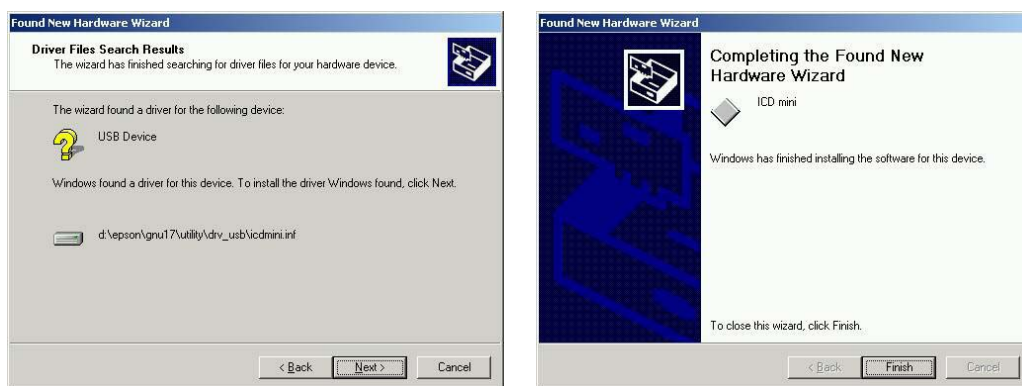 Found New Hardware Wizard
Driver Files Search Results
The wizard has finished searching for driver files for your hardware device.
The wizard found a driver for the following device:
USB Device
Windows found a driver for this device. To install the driver Windows found, click Next.
d:\epson\gnu17\utility\drv_usb\icdmini.inf
< Back
Next >
Cancel
Found New Hardware Wizard
Completing the Found New
Hardware Wizard
ICD mini
Windows has finished installing the software for this device.
To close this wizard, click Finish.
< Back
Finish
Cancel